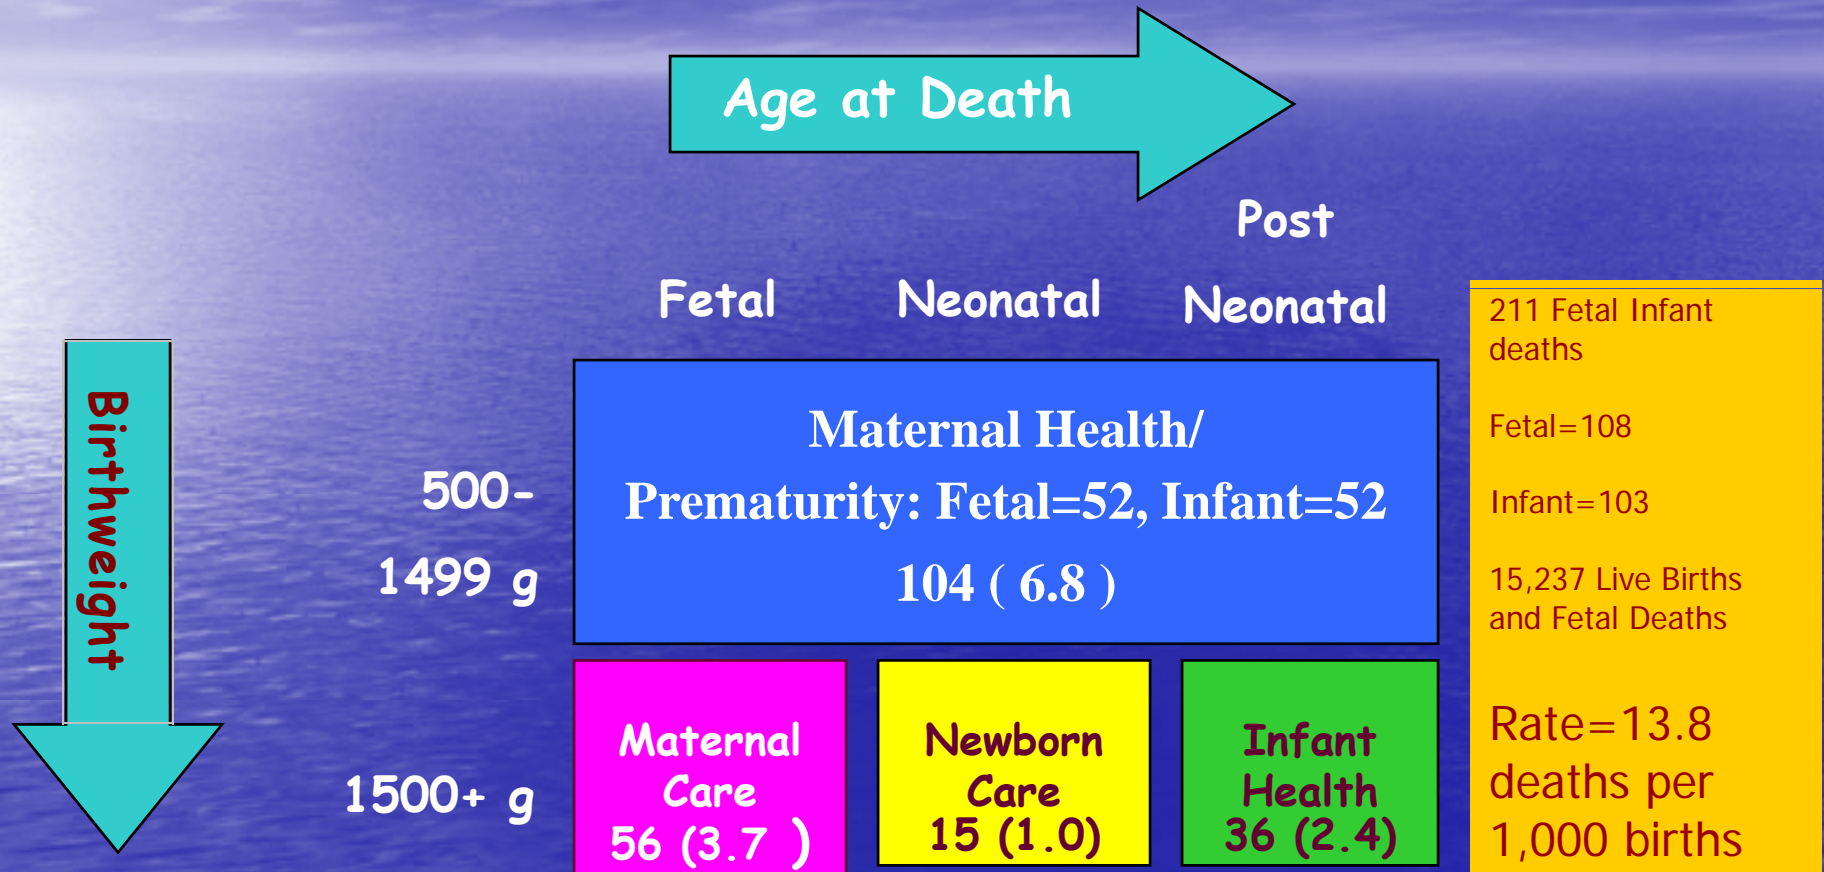 Age at Death
Post
Fetal Neonatal Neonatal
Birthweight
500-
1499 g
Maternal Health/
Prematurity: Fetal=52, Infant=52
104 ( 6.8 )
1500+ g
Maternal
Care
56 (3.7 )
Newborn
Care
15 (1.0)
Infant
Health
36 (2.4)
211 Fetal Infant
deaths
Fetal=108
Infant=103
15,237 Live Births
and Fetal Deaths
Rate=13.8
deaths per
1,000 births